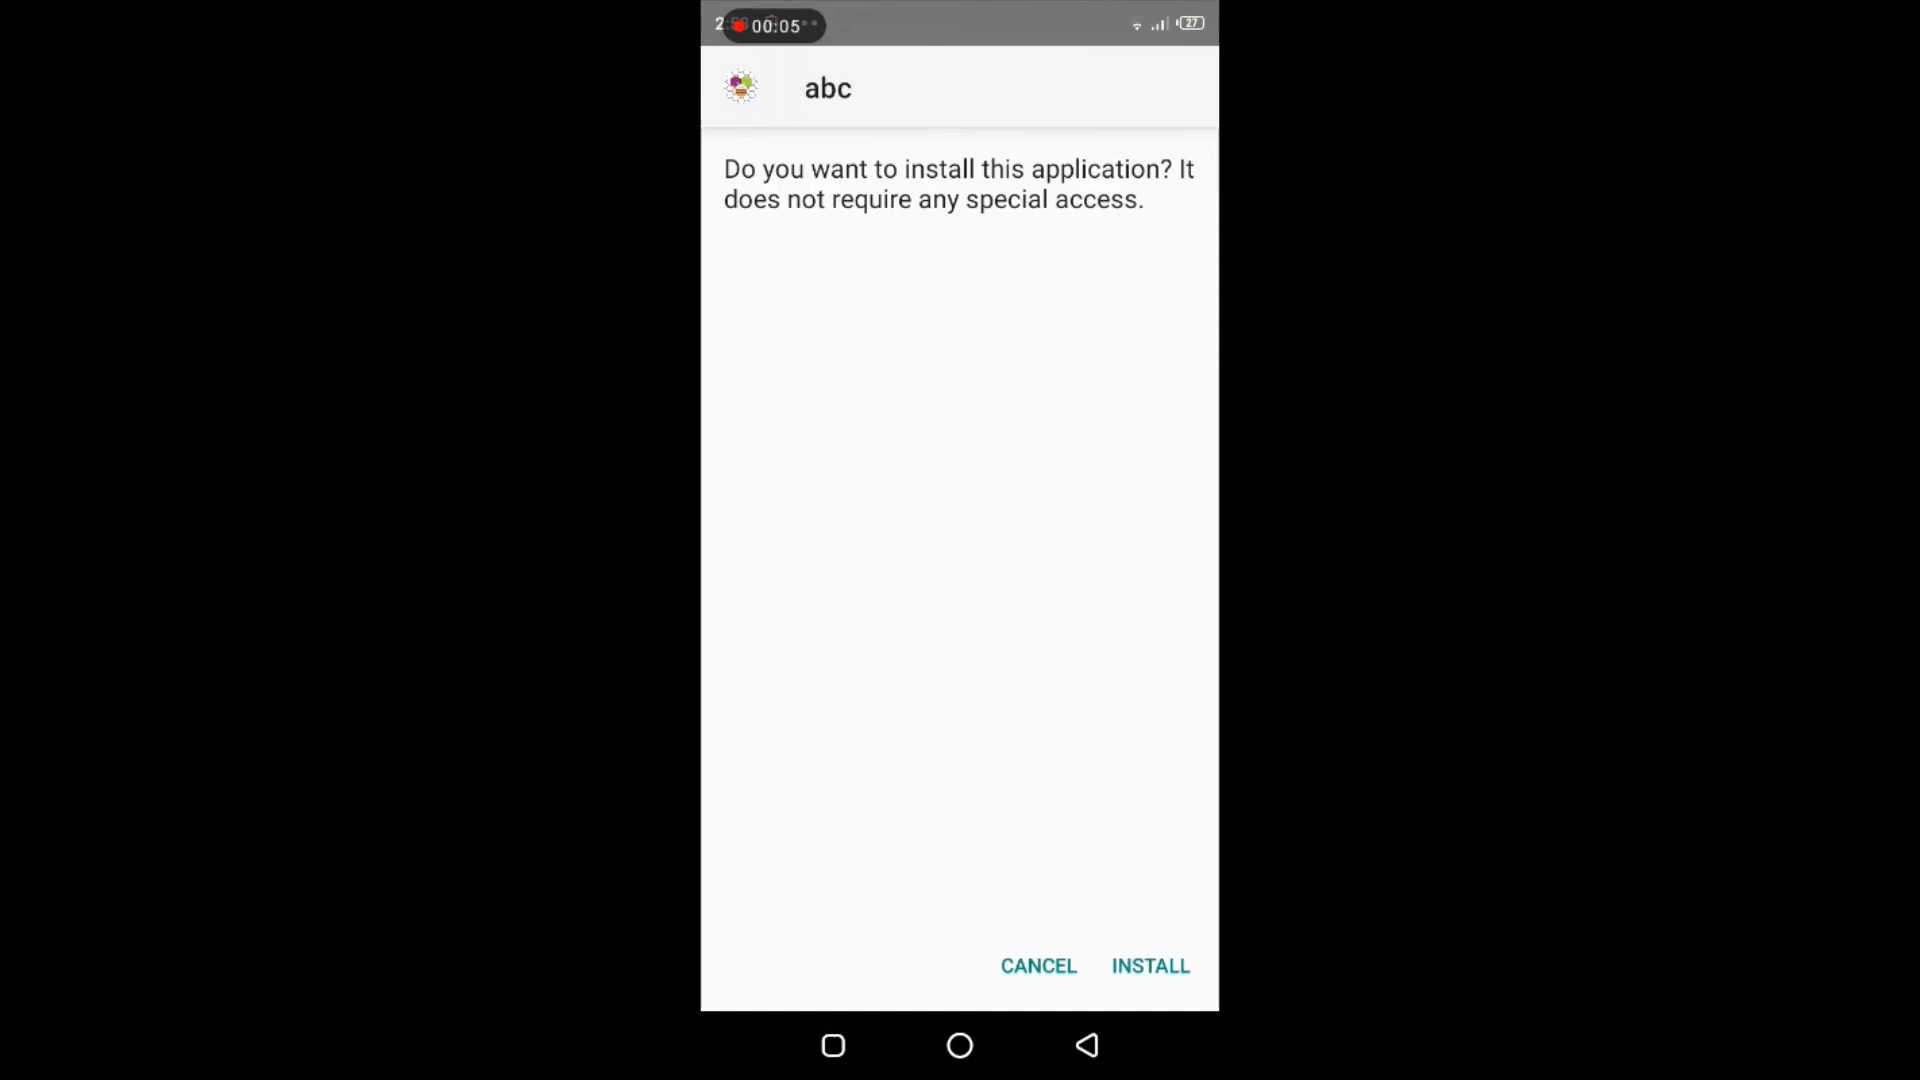 00:05
27
abc
Do you want to install this application? It
does not require any special access.
CANCEL INSTALL